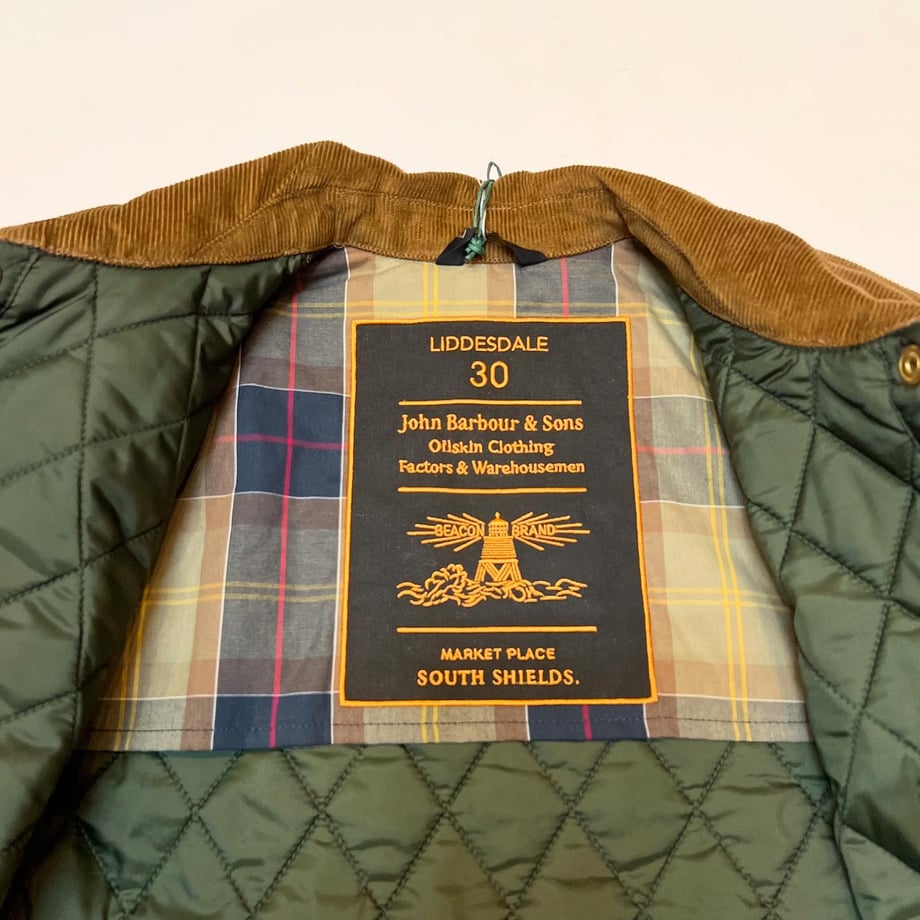 LIDDESDALE
30
John Barbour & Sons
Oilskin Clothing
Factors & Warehousemen
BEACON BRAND
MARKET PLACE
SOUTH SHIELDS.